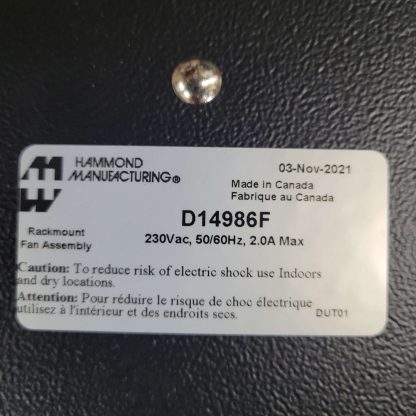 HAMMOND
MANUFACTURING®
03-Nov-2021
Made in Canada
Fabrique au Canada
D14986F
Rackmount
Fan Assembly
230Vac, 50/60Hz, 2.0A Max
Caution: To reduce risk of electric shock use Indoors
and dry locations.
Attention: Pour réduire le risque de choc électrique
utilisez à l'intérieur et des endroits secs.
DUT01